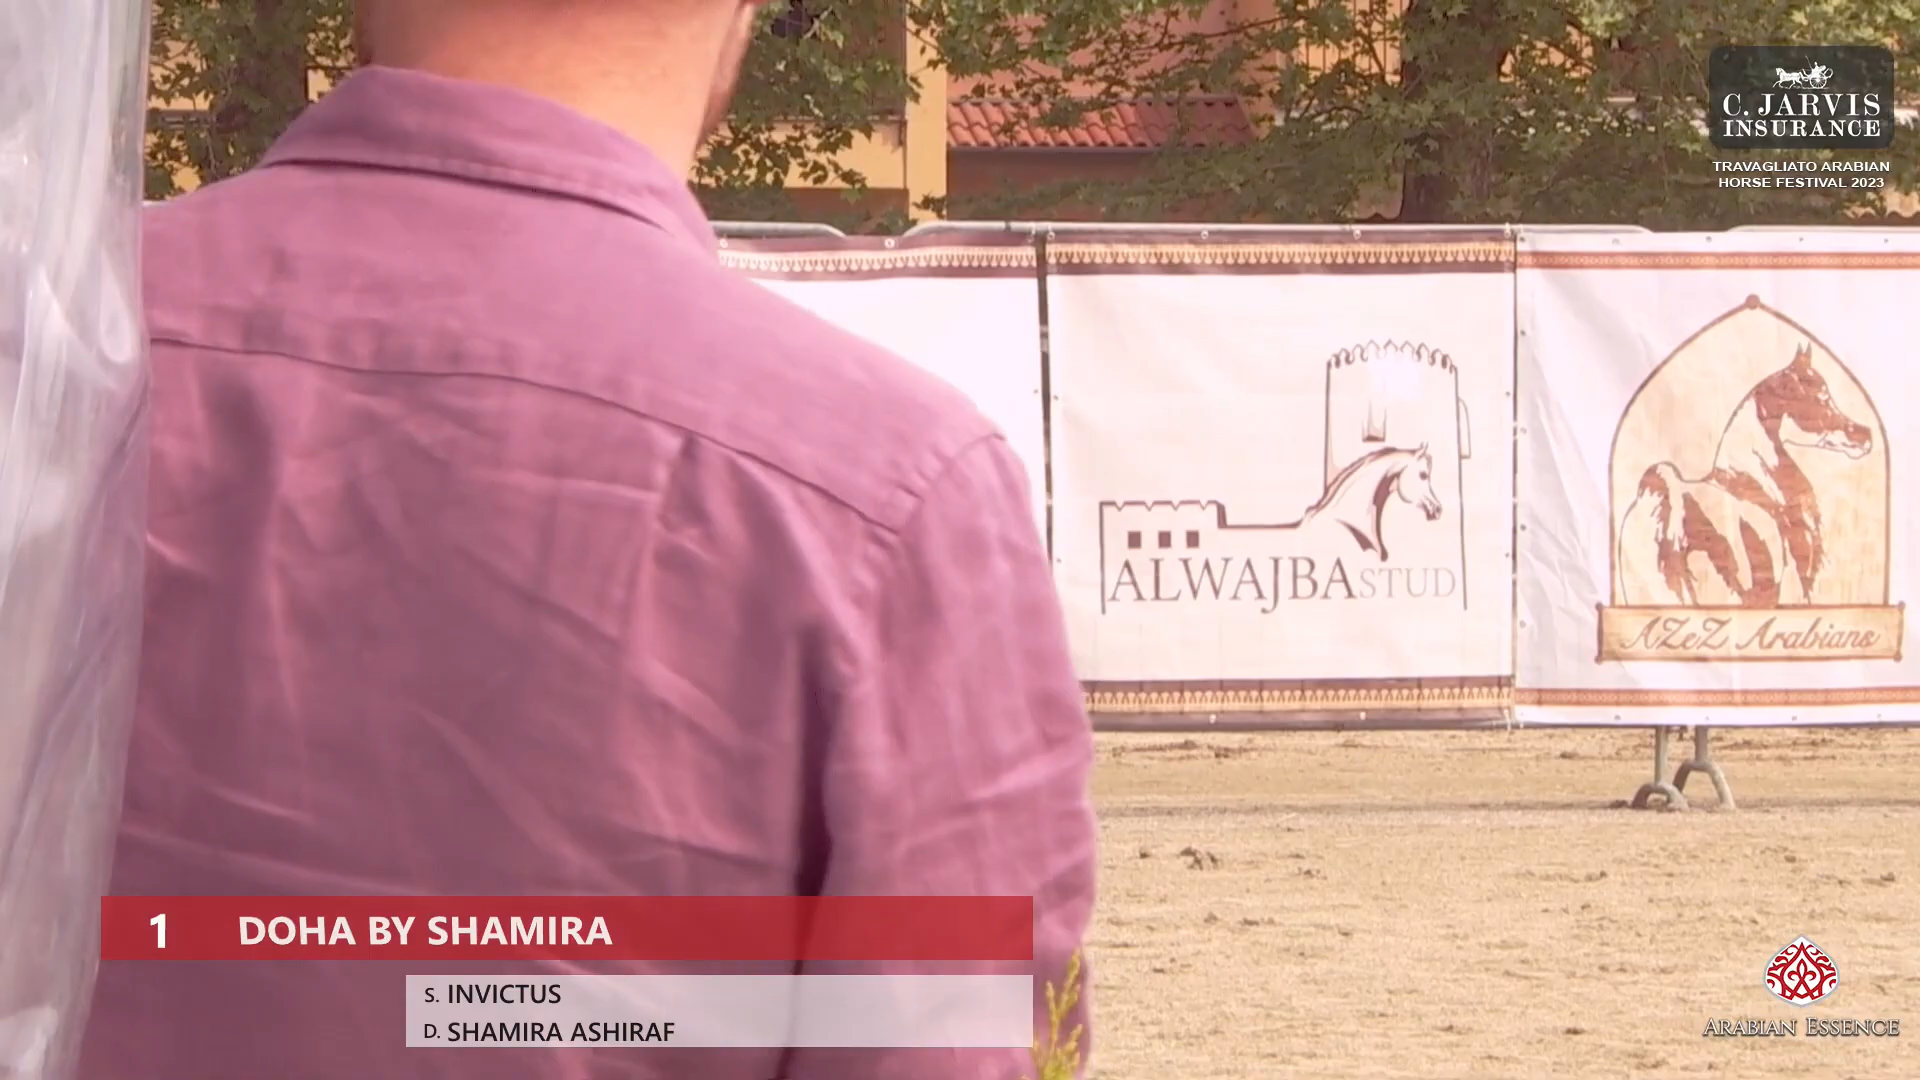 C. JARVIS
INSURANCE
TRAVAGLIATO ARABIAN
HORSE FESTIVAL 2023
ALWAJBA STUD
AZeZ Arabians
1 DOHA BY SHAMIRA
S. INVICTUS
D. SHAMIRA ASHIRAF
ARABIAN ESSENCE